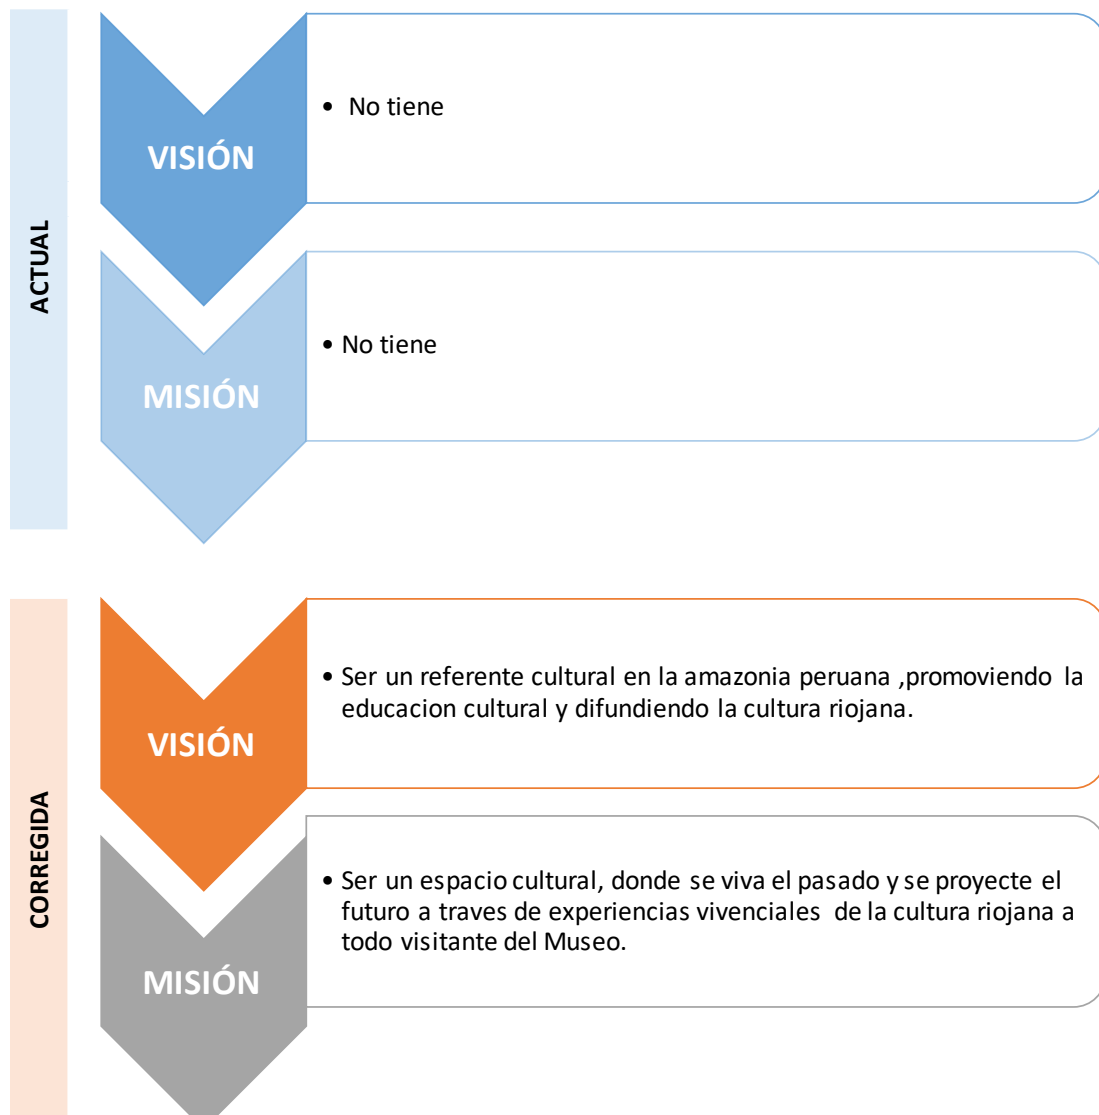 ACTUAL
VISIÓN
• No tiene
MISIÓN
• No tiene
CORREGIDA
VISIÓN
• Ser un referente cultural en la amazonia peruana ,promoviendo la
educacion cultural y difundiendo la cultura riojana.
MISIÓN
• Ser un espacio cultural, donde se viva el pasado y se proyecte el
futuro a traves de experiencias vivenciales de la cultura riojana a
todo visitante del Museo.